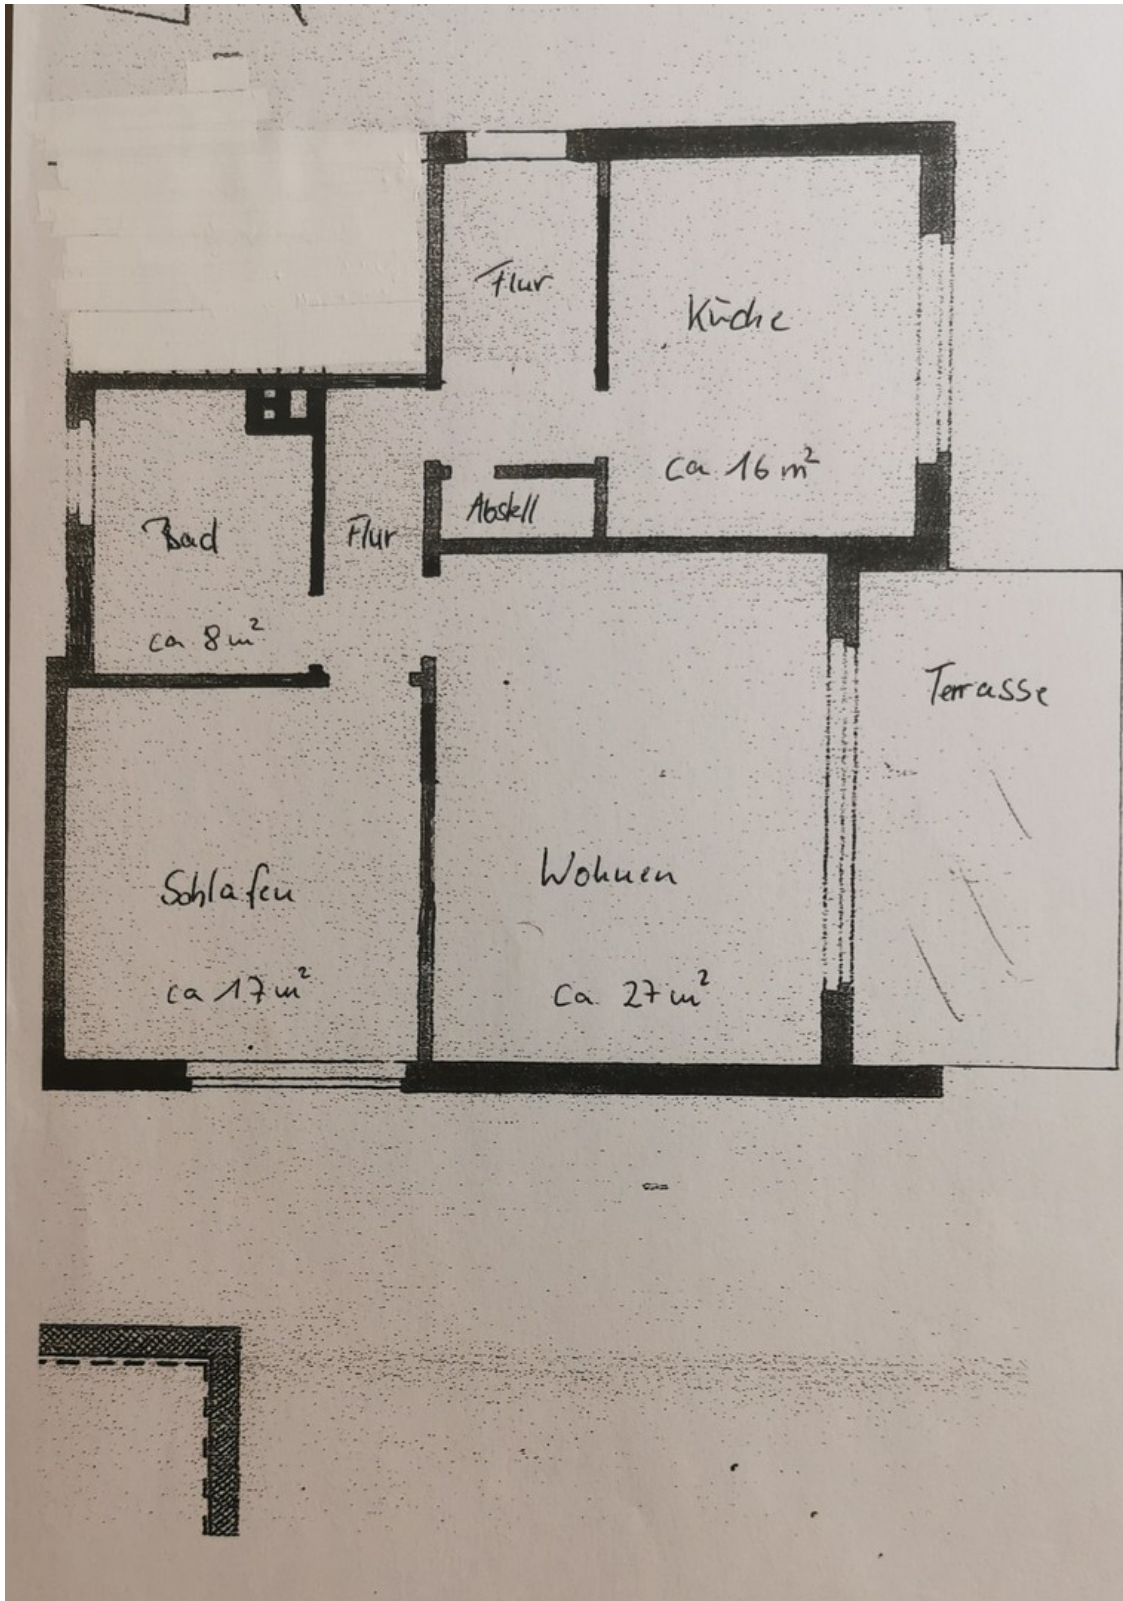 Flur
Küche
ca 16 m²
Abstell
Bad
Flur
ca 8 m²
Terrasse
Schlafen
Wohnen
ca 17 m²
ca. 27 m²